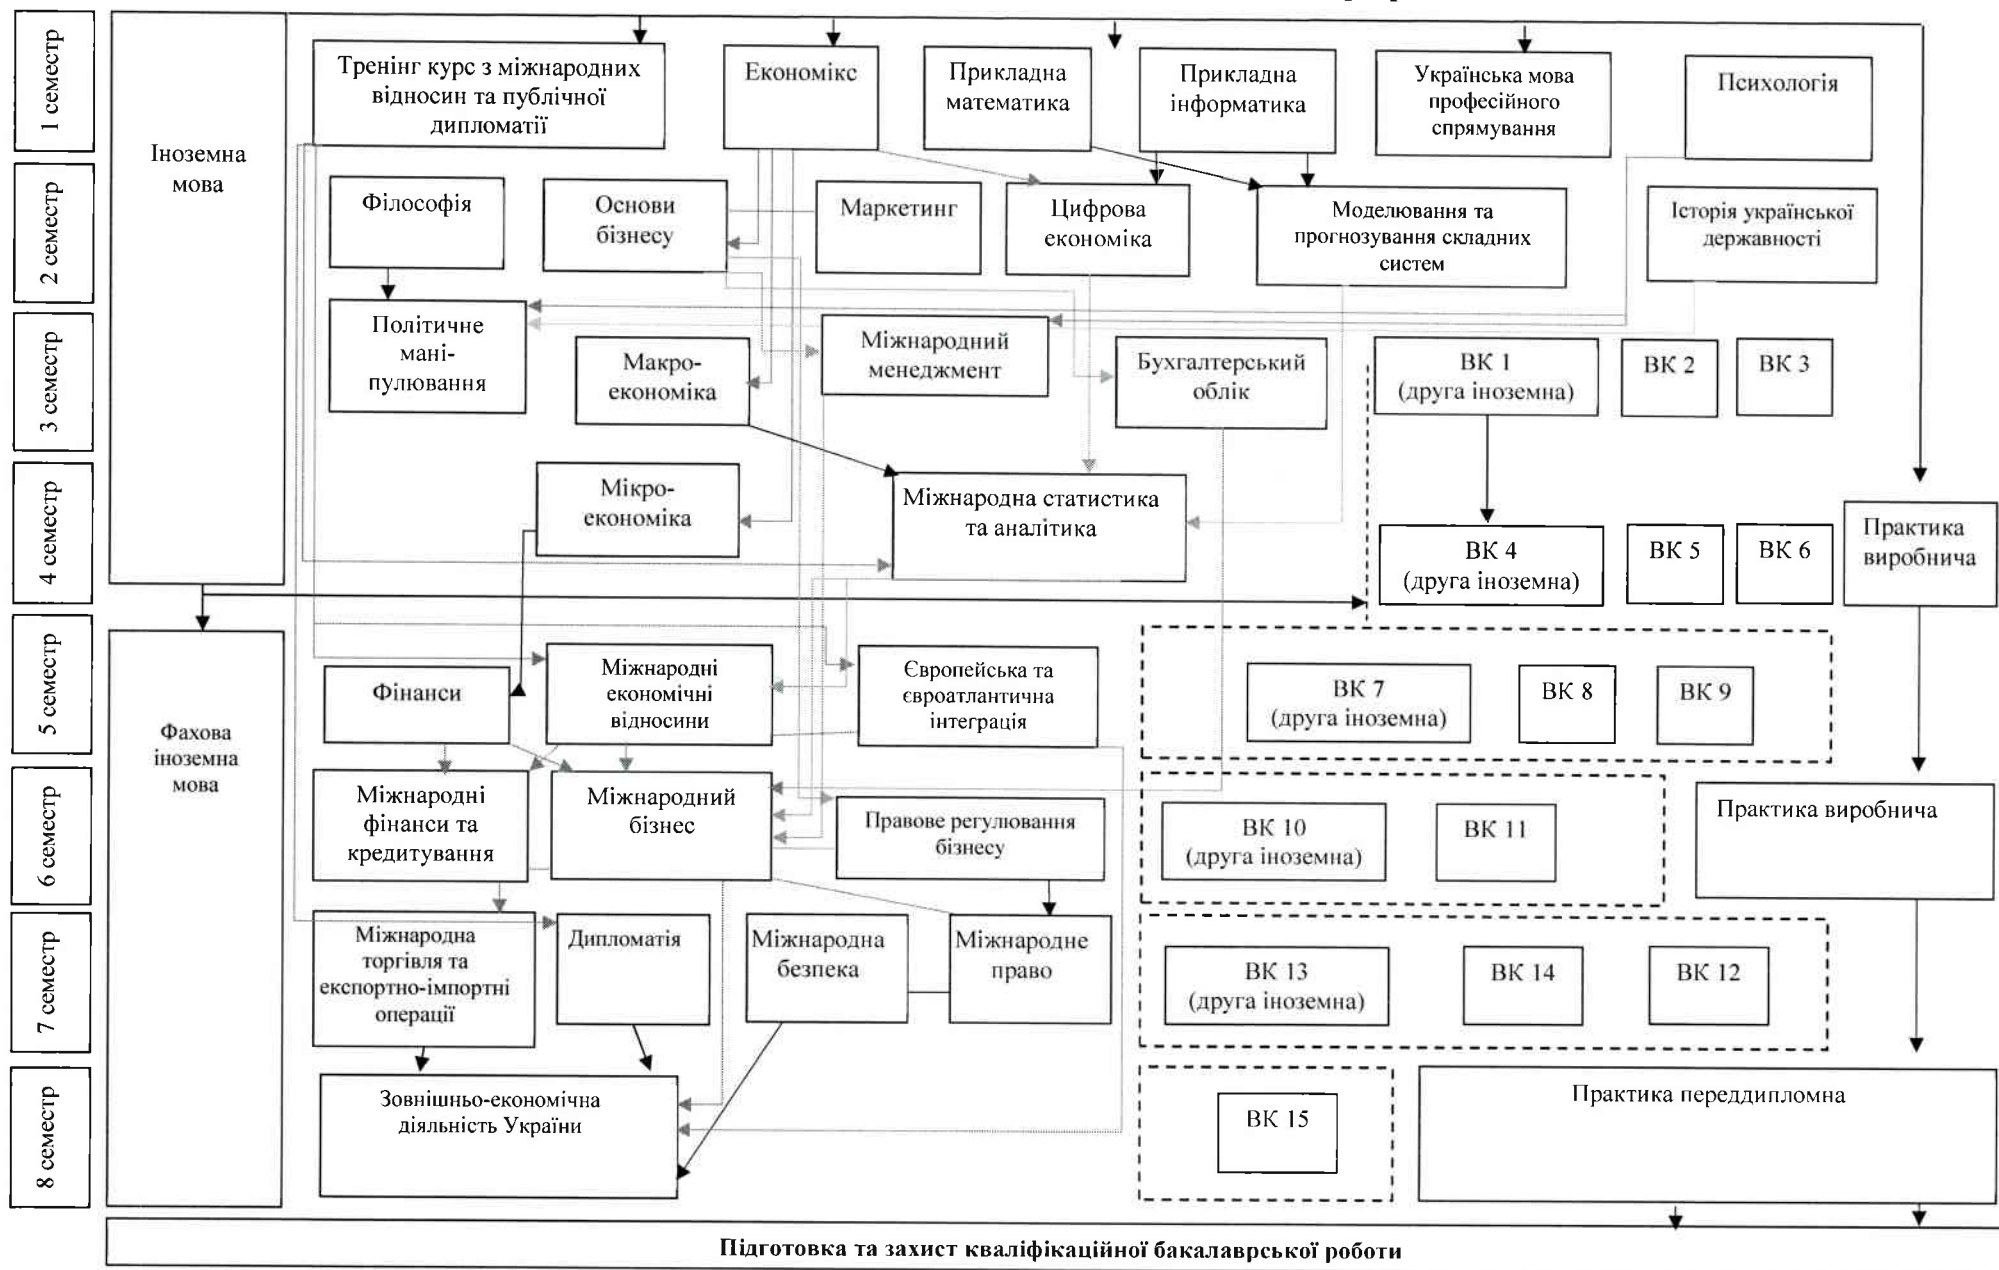 1 семестр
2 семестр
3 семестр
4 семестр
5 семестр
6 семестр
7 семестр
8 семестр
Іноземна
мова
Фахова
іноземна
мова
Тренінг курс з міжнародних
відносин та публічної
дипломатії
Економікс
Прикладна
математика
Прикладна
інформатика
Українська мова
професійного
спрямування
Психологія
Філософія
Основи
бізнесу
Маркетинг
Цифрова
економіка
Моделювання та
прогнозування складних
систем
Історія української
державності
Політичне
мані-
пулювання
Макро-
економіка
Міжнародний
менеджмент
Бухгалтерський
облік
ВК 1
(друга іноземна)
ВК 2
ВК 3
Мікро-
економіка
Міжнародна статистика
та аналітика
ВК 4
(друга іноземна)
ВК 5
ВК 6
Практика
виробнича
Фінанси
Міжнародні
економічні
відносини
Європейська та
євроатлантична
інтеграція
ВК 7
(друга іноземна)
ВК 8
ВК 9
Міжнародні
фінанси та
кредитування
Міжнародний
бізнес
Правове регулювання
бізнесу
ВК 10
(друга іноземна)
ВК 11
Практика виробнича
Міжнародна
торгівля та
експортно-імпортні
операції
Дипломатія
Міжнародна
безпека
Міжнародне
право
ВК 13
(друга іноземна)
ВК 14
ВК 12
Зовнішньо-економічна
діяльність України
ВК 15
Практика переддипломна
Підготовка та захист кваліфікаційної бакалаврської роботи